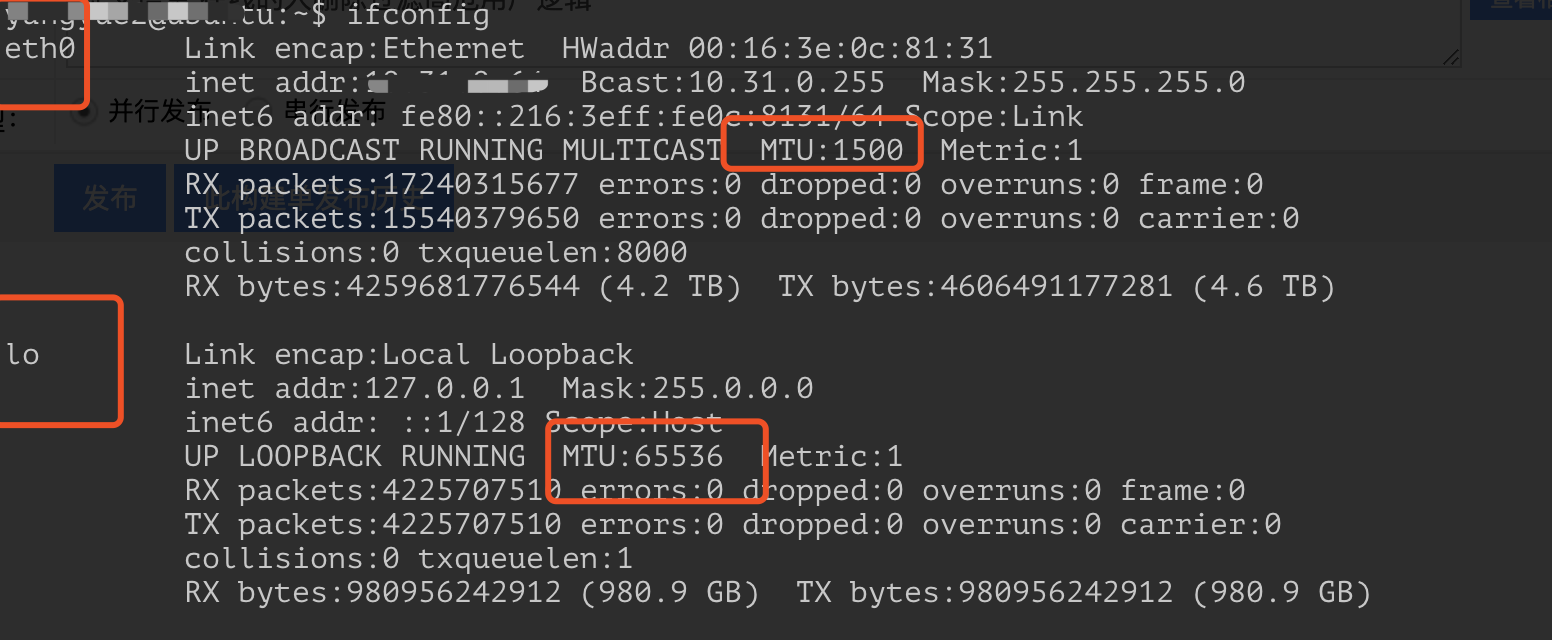 ntu:~$ ifconfig
eth0 Link encap:Ethernet HWaddr 00:16:3e:0c:81:31
inet addr: Bcast:10.31.0.255 Mask:255.255.255.0
并行发布 串行发布
inet6 addr: fe80::216:3eff:fe0c:8131/64 Scope:Link
UP BROADCAST RUNNING MULTICAST MTU:1500 Metric:1
RX packets:17240315677 errors:0 dropped:0 overruns:0 frame:0
发布 此构建单发布历史
TX packets:15540379650 errors:0 dropped:0 overruns:0 carrier:0
collisions:0 txqueuelen:8000
RX bytes:4259681776544 (4.2 TB) TX bytes:4606491177281 (4.6 TB)
lo Link encap:Local Loopback
inet addr:127.0.0.1 Mask:255.0.0.0
inet6 addr: ::1/128 Scope:Host
UP LOOPBACK RUNNING MTU:65536 Metric:1
RX packets:4225707510 errors:0 dropped:0 overruns:0 frame:0
TX packets:4225707510 errors:0 dropped:0 overruns:0 carrier:0
collisions:0 txqueuelen:1
RX bytes:980956242912 (980.9 GB) TX bytes:980956242912 (980.9 GB)